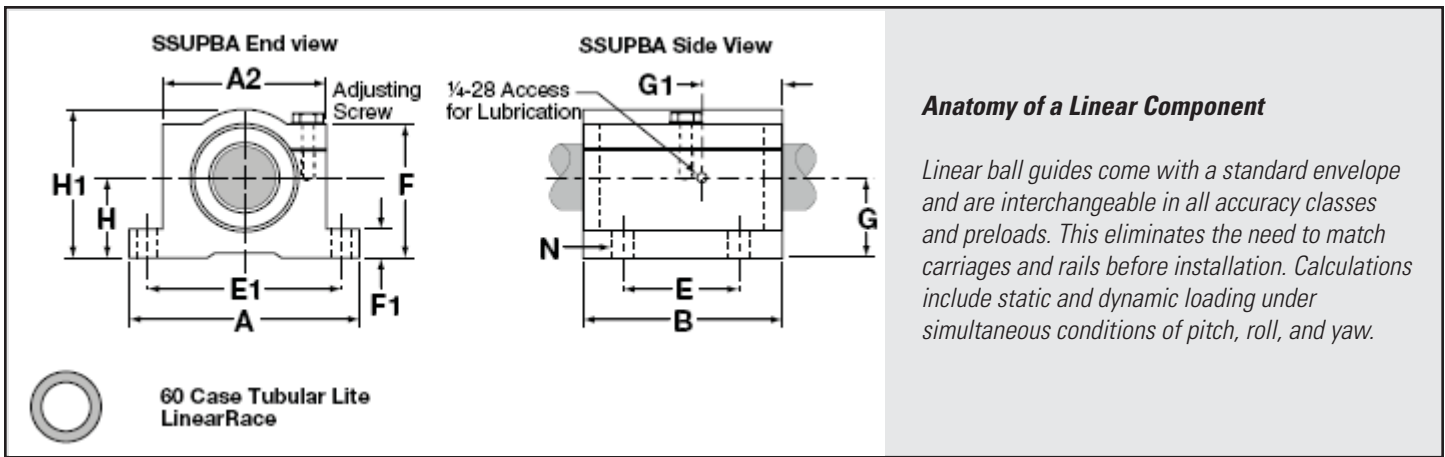 SSUPBA End view
A2
Adjusting
Screw
H1
H
F
E1
F1
A
SSUPBA Side View
G1
¼-28 Access
for Lubrication
G
N
E
B
60 Case Tubular Lite
LinearRace
Anatomy of a Linear Component
Linear ball guides come with a standard envelope
and are interchangeable in all accuracy classes
and preloads. This eliminates the need to match
carriages and rails before installation. Calculations
include static and dynamic loading under
simultaneous conditions of pitch, roll, and yaw.